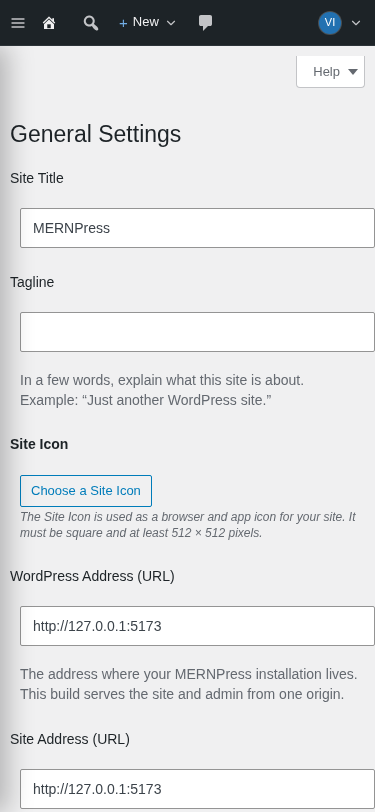 + New
VI
Help
General Settings
Site Title
MERNPress
Tagline
In a few words, explain what this site is about.
Example: “Just another WordPress site.”
Site Icon
Choose a Site Icon
The Site Icon is used as a browser and app icon for your site. It
must be square and at least 512 × 512 pixels.
WordPress Address (URL)
http://127.0.0.1:5173
The address where your MERNPress installation lives.
This build serves the site and admin from one origin.
Site Address (URL)
http://127.0.0.1:5173